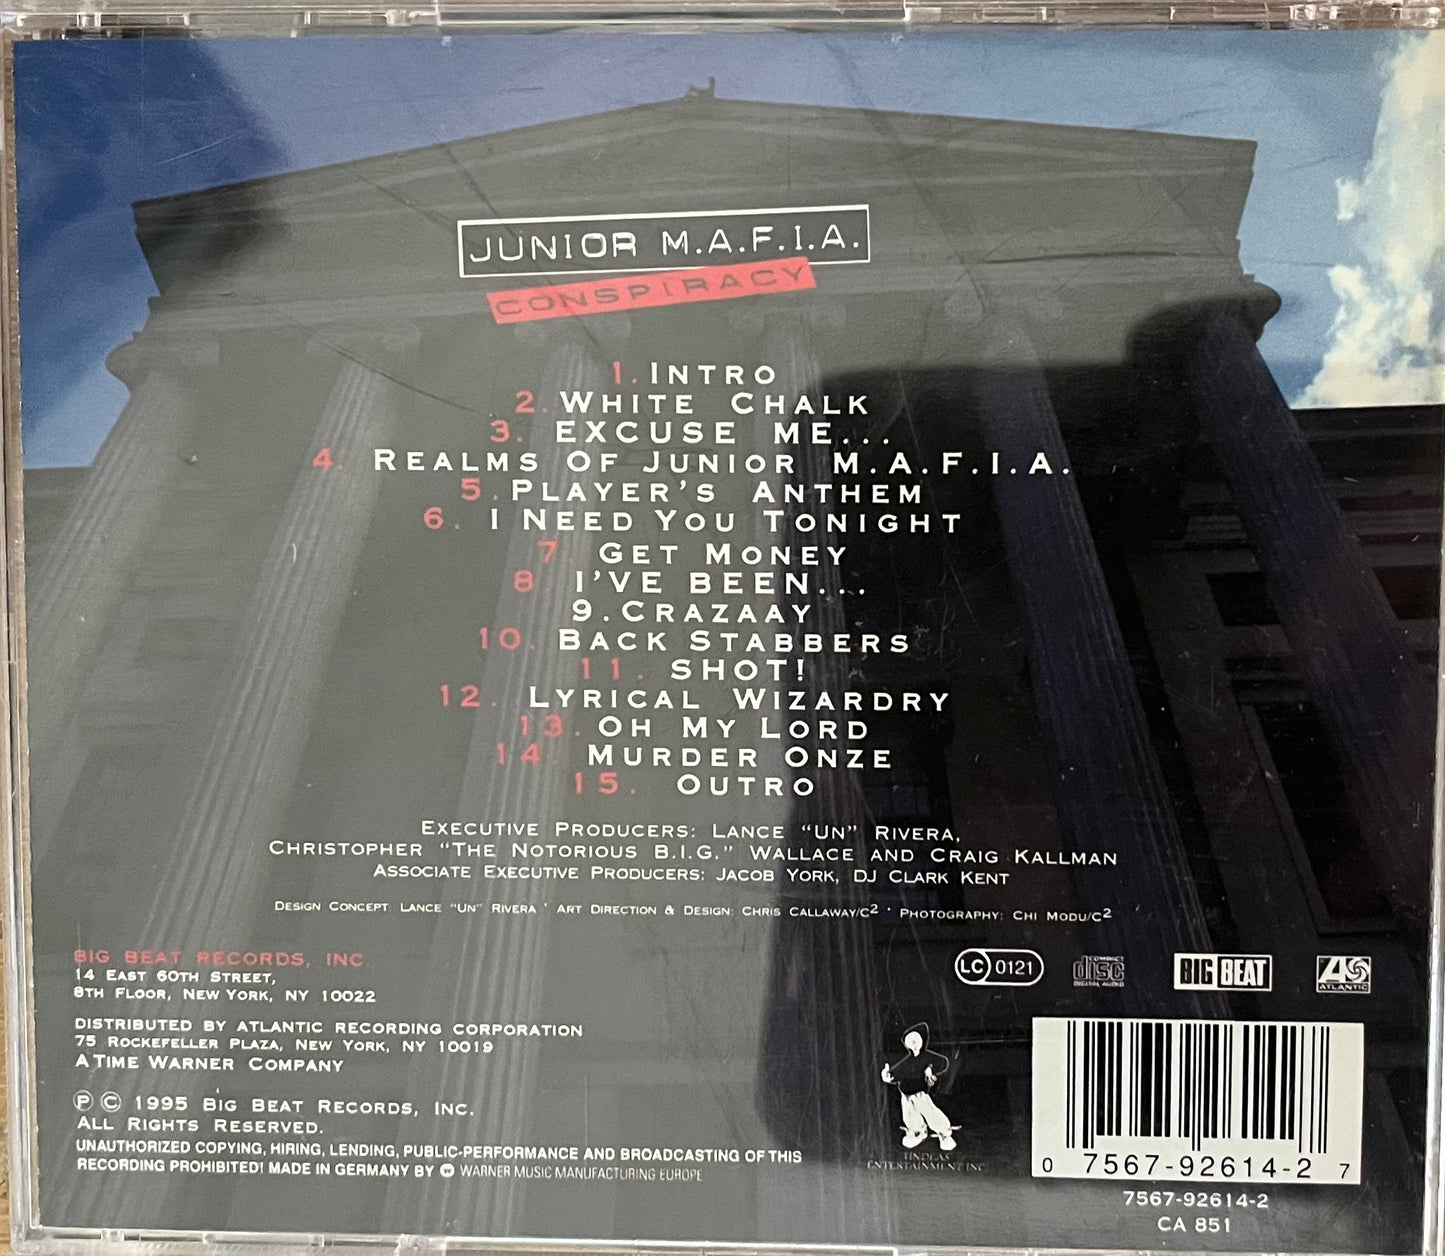 JUNIOR M.A.F.I.A.
CONSPIRACY
1. INTRO
2. WHITE CHALK
3. EXCUSE ME...
4. REALMS OF JUNIOR M.A.F.I.A.
5. PLAYER'S ANTHEM
6. I NEED YOU TONIGHT
7. GET MONEY
8. I'VE BEEN...
9. CRAZAAY
10. BACK STABBERS
11. SHOT!
12. LYRICAL WIZARDRY
13. OH MY LORD
14. MURDER ONZE
15. OUTRO
EXECUTIVE PRODUCERS: LANCE "UN" RIVERA,
CHRISTOPHER "THE NOTORIOUS B.I.G." WALLACE AND CRAIG KALLMAN
ASSOCIATE EXECUTIVE PRODUCERS: JACOB YORK, DJ CLARK KENT
DESIGN CONCEPT: LANCE "UN" RIVERA · ART DIRECTION & DESIGN: CHRIS CALLAWAY/C2 · PHOTOGRAPHY: CHI MODU/C2
BIG BEAT RECORDS, INC.
14 EAST 60TH STREET,
8TH FLOOR, NEW YORK, NY 10022
DISTRIBUTED BY ATLANTIC RECORDING CORPORATION
75 ROCKEFELLER PLAZA, NEW YORK, NY 10019
A TIME WARNER COMPANY
℗ © 1995 BIG BEAT RECORDS, INC.
ALL RIGHTS RESERVED.
UNAUTHORIZED COPYING, HIRING, LENDING, PUBLIC-PERFORMANCE AND BROADCASTING OF THIS
RECORDING PROHIBITED! MADE IN GERMANY BY WARNER MUSIC MANUFACTURING EUROPE
LC 0121
COMPACT
disc
DIGITAL AUDIO
BIG BEAT
ATLANTIC
UNDEAS
ENTERTAINMENT INC
0 7567-92614-2 7
7567-92614-2
CA 851